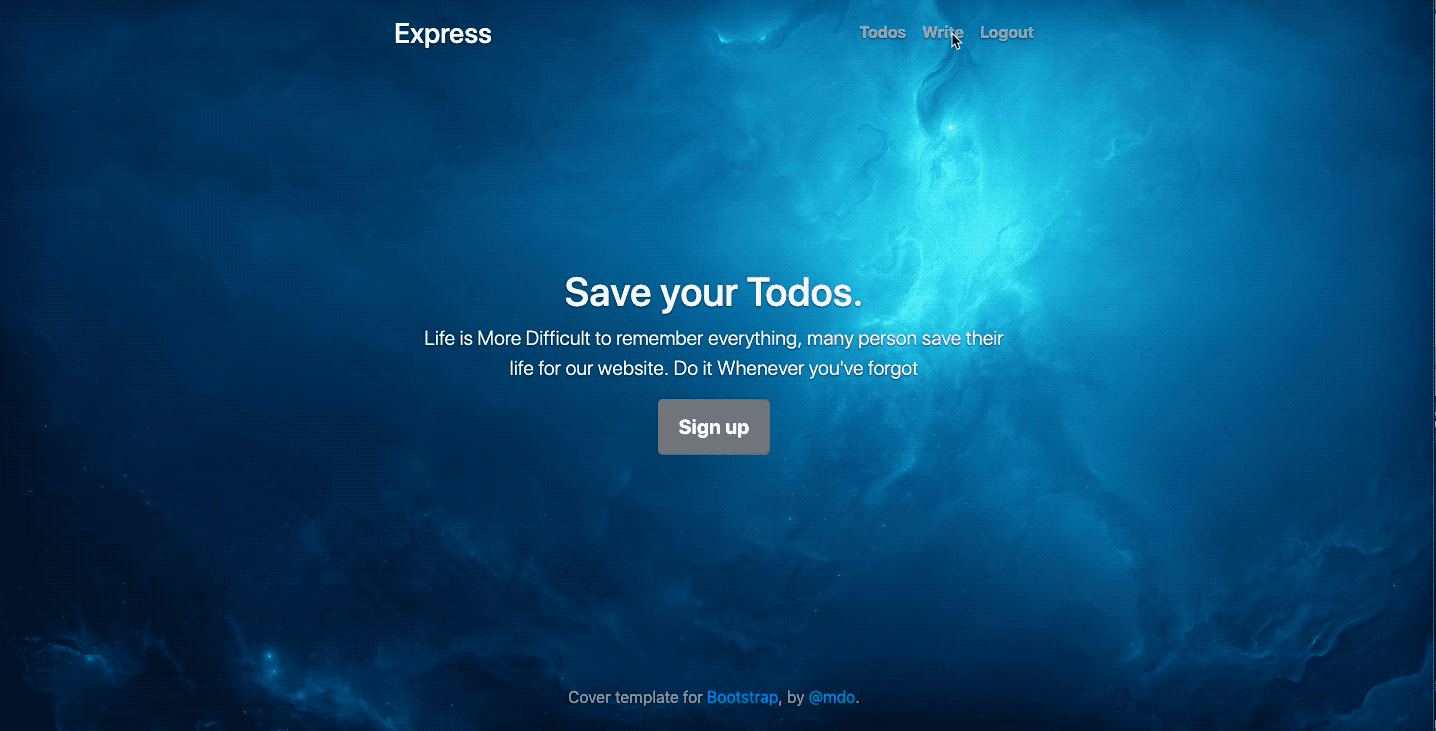 Express
Todos Write Logout
Save your Todos.
Life is More Difficult to remember everything, many person save their
life for our website. Do it Whenever you've forgot
Sign up
Cover template for Bootstrap, by @mdo.